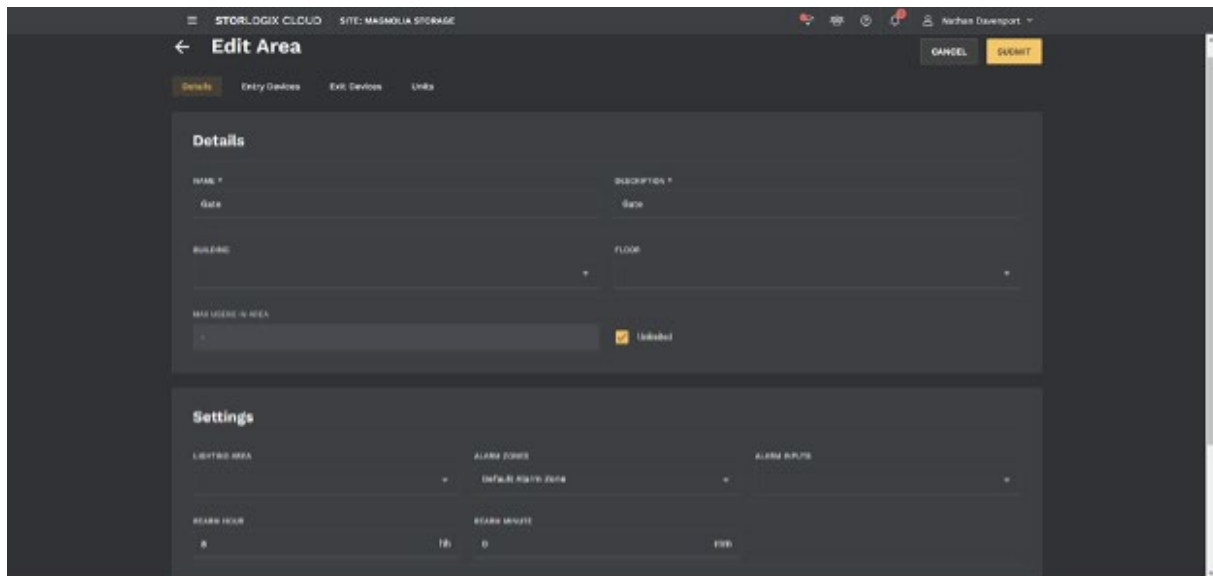 STORLOGIX CLOUD SITE: MAGNOLIA STORAGE Nathan Davenport
Edit Area CANCEL SUBMIT
Details Entry Devices Exit Devices Units
Details
NAME * DESCRIPTION *
Gate Gate
BUILDING FLOOR
MAX USERS IN AREA
Unlimited
Settings
LIGHTING AREA ALARM ZONES ALARM INPUTS
Default Alarm Zone
REARM HOUR REARM MINUTE
hh 0 mm